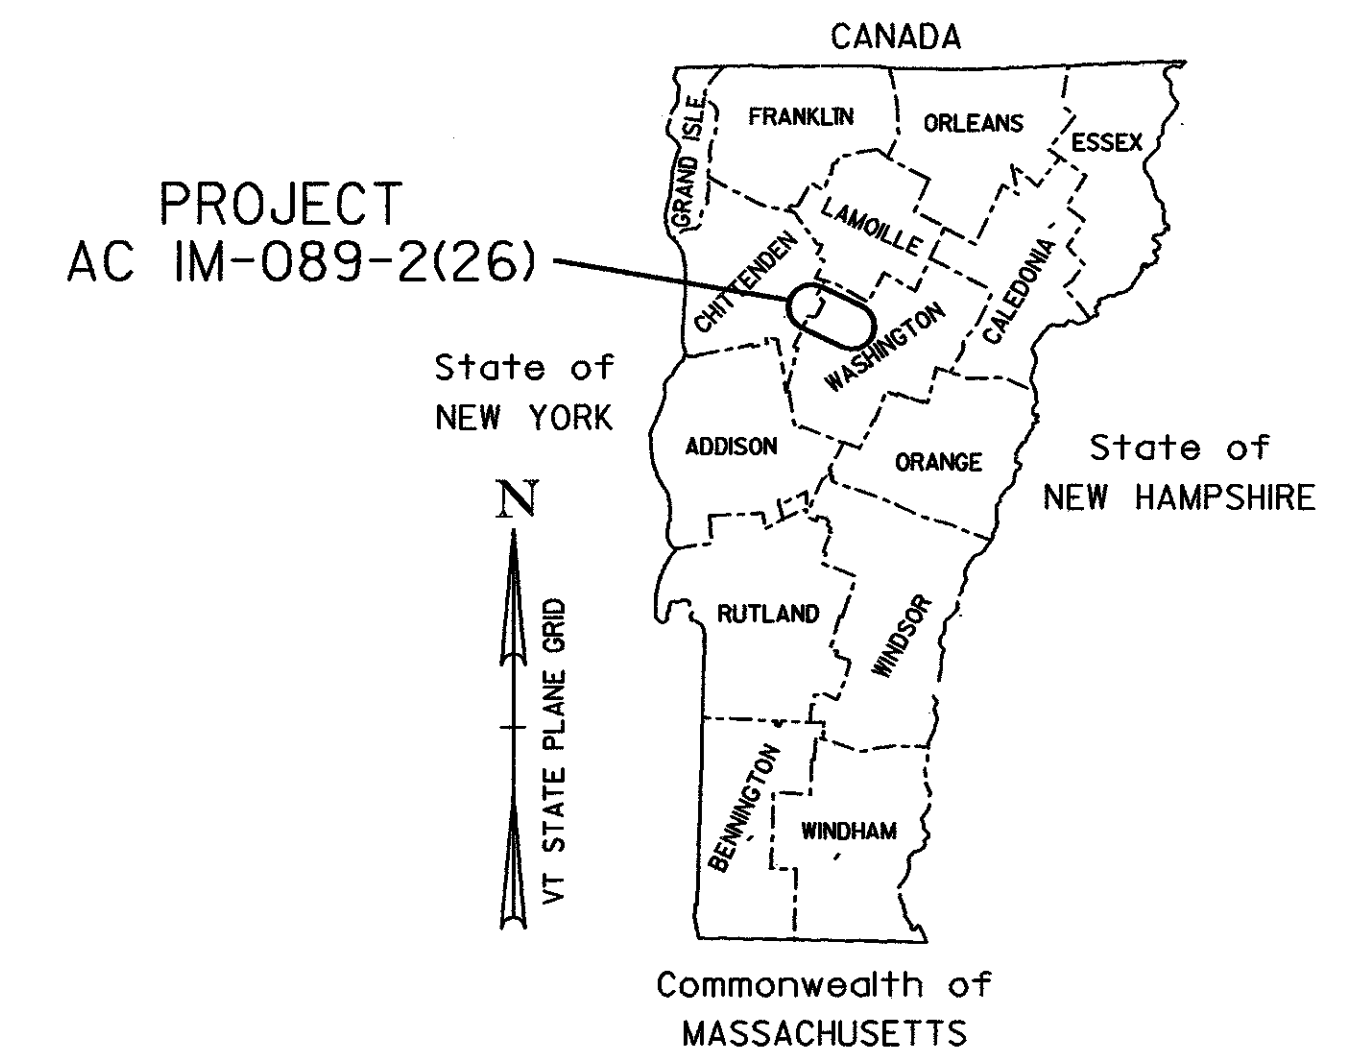 CANADA
FRANKLIN
ORLEANS
ESSEX
GRAND ISLE
PROJECT
AC IM-089-2(26)
LAMOILLE
CHITTENDEN
CALEDONIA
WASHINGTON
State of
NEW YORK
ADDISON
ORANGE
State of
NEW HAMPSHIRE
N
VT STATE PLANE GRID
RUTLAND
WINDSOR
BENNINGTON
WINDHAM
Commonwealth of
MASSACHUSETTS